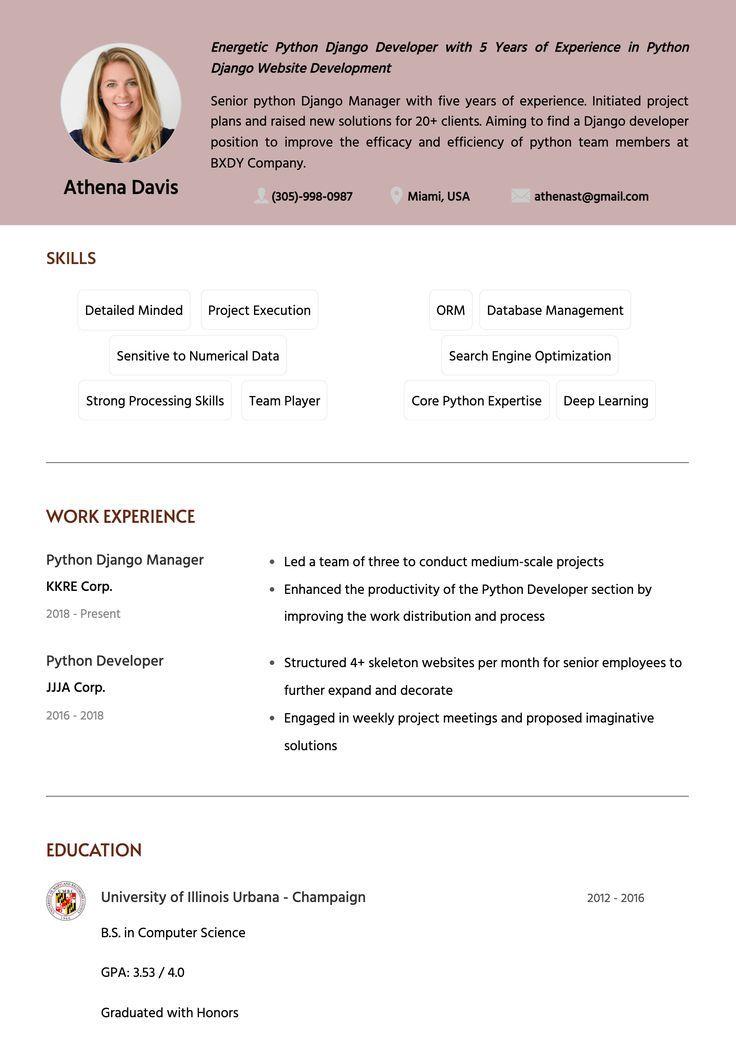 Energetic Python Django Developer with 5 Years of Experience in Python
Django Website Development
Senior python Django Manager with five years of experience. Initiated project
plans and raised new solutions for 20+ clients. Aiming to find a Django developer
position to improve the efficacy and efficiency of python team members at
BXDY Company.
Athena Davis
(305)-998-0987 Miami, USA athenast@gmail.com
SKILLS
Detailed Minded Project Execution
Sensitive to Numerical Data
Strong Processing Skills Team Player
ORM Database Management
Search Engine Optimization
Core Python Expertise Deep Learning
WORK EXPERIENCE
Python Django Manager
KKRE Corp.
2018 - Present
• Led a team of three to conduct medium-scale projects
• Enhanced the productivity of the Python Developer section by
improving the work distribution and process
Python Developer
JJJA Corp.
2016 - 2018
• Structured 4+ skeleton websites per month for senior employees to
further expand and decorate
• Engaged in weekly project meetings and proposed imaginative
solutions
EDUCATION
University of Illinois Urbana - Champaign 2012 - 2016
B.S. in Computer Science
GPA: 3.53 / 4.0
Graduated with Honors